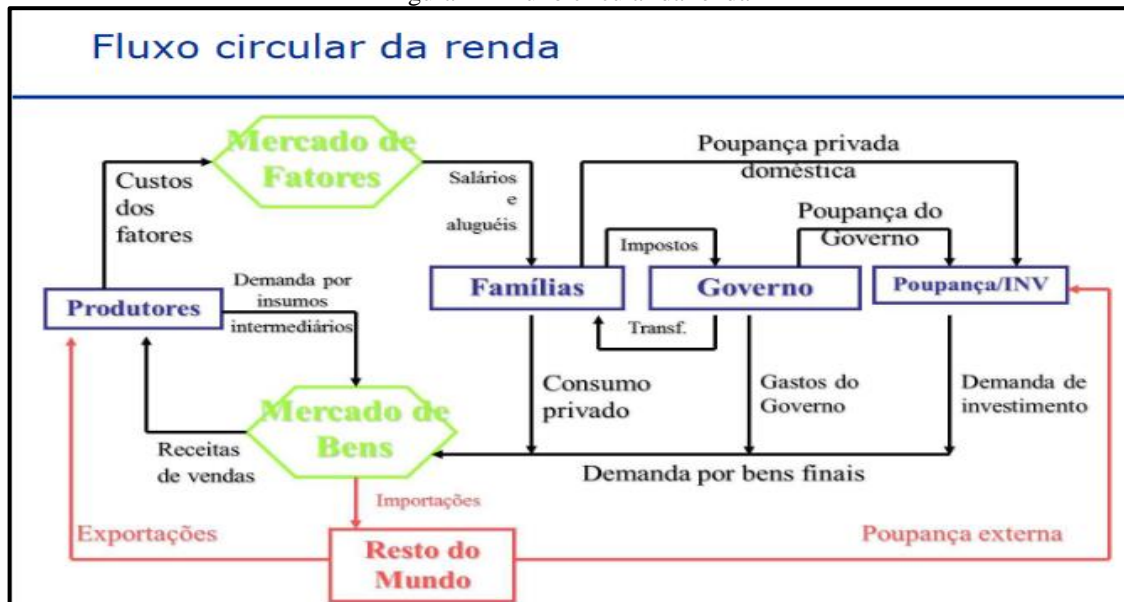 Fluxo circular da renda
Mercado de
Fatores
Custos
dos
fatores
Salários
e
aluguéis
Poupança privada
doméstica
Poupança do
Governo
Impostos
Famílias
Governo
Poupança/INV
Transf.
Produtores
Demanda por
insumos
intermediários
Consumo
privado
Gastos do
Governo
Demanda de
investimento
Mercado de
Bens
Receitas
de vendas
Demanda por bens finais
Importações
Exportações
Resto do
Mundo
Poupança externa